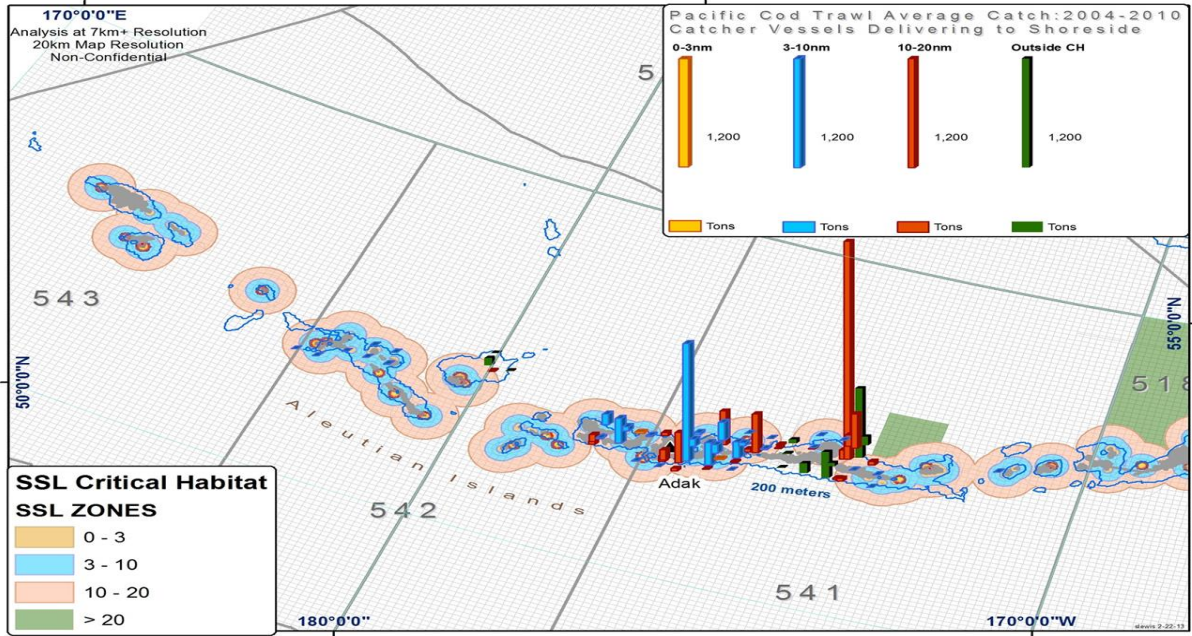 170°0'0"E
Analysis at 7km+ Resolution
20km Map Resolution
Non-Confidential
Pacific Cod Trawl Average Catch:2004-2010
Catcher Vessels Delivering to Shoreside
0-3nm 3-10nm 10-20nm Outside CH
1,200 1,200 1,200 1,200
Tons Tons Tons Tons
5
543
55°0'0"N
50°0'0"N
518
Aleutian Islands
Adak
200 meters
542
541
SSL Critical Habitat
SSL ZONES
0 - 3
3 - 10
10 - 20
> 20
180°0'0"
170°0'0"W
slewis 2-22-13